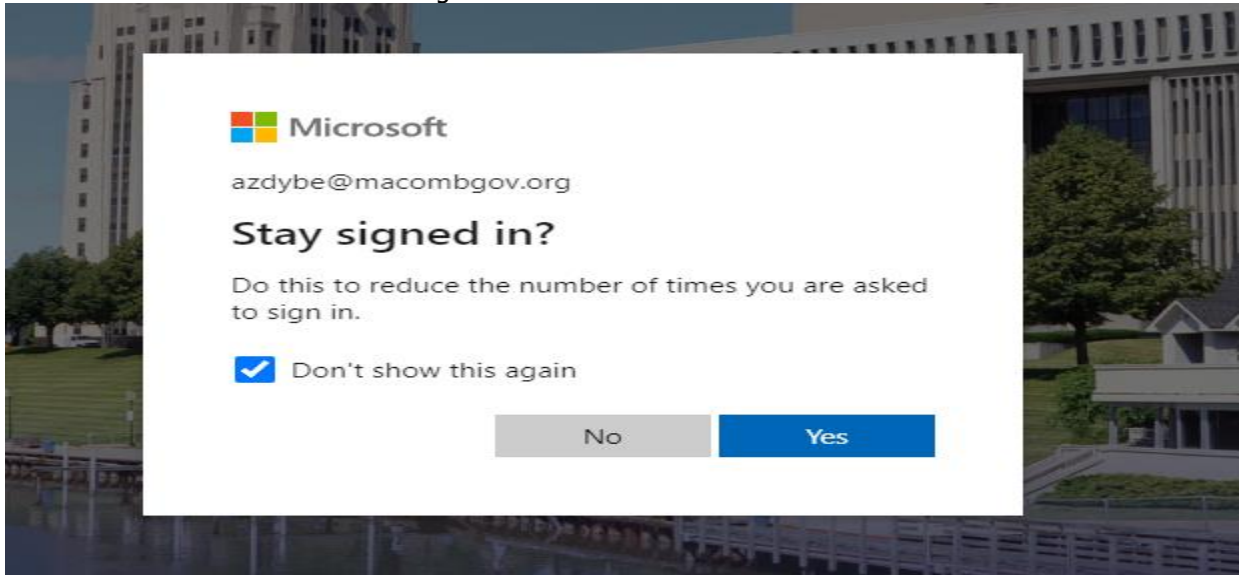 Microsoft
azdybe@macombgov.org
Stay signed in?
Do this to reduce the number of times you are asked
to sign in.
Don't show this again
No
Yes